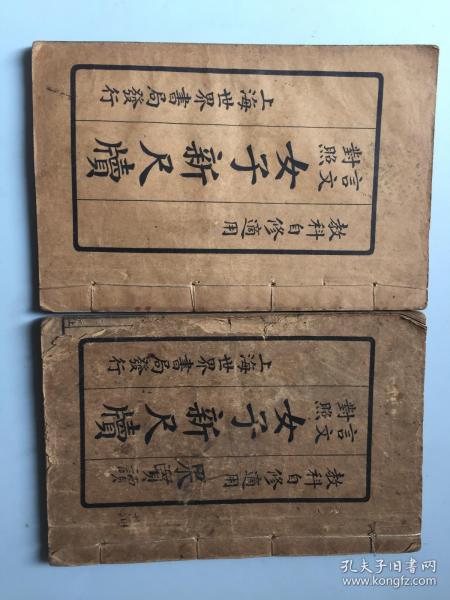 教科自修適用
言文
對照
女子新尺牘
上海世界書局發行
教科自修適用
言文
對照
女子新尺牘
上海世界書局發行
孔夫子旧书网
www.kongfz.com